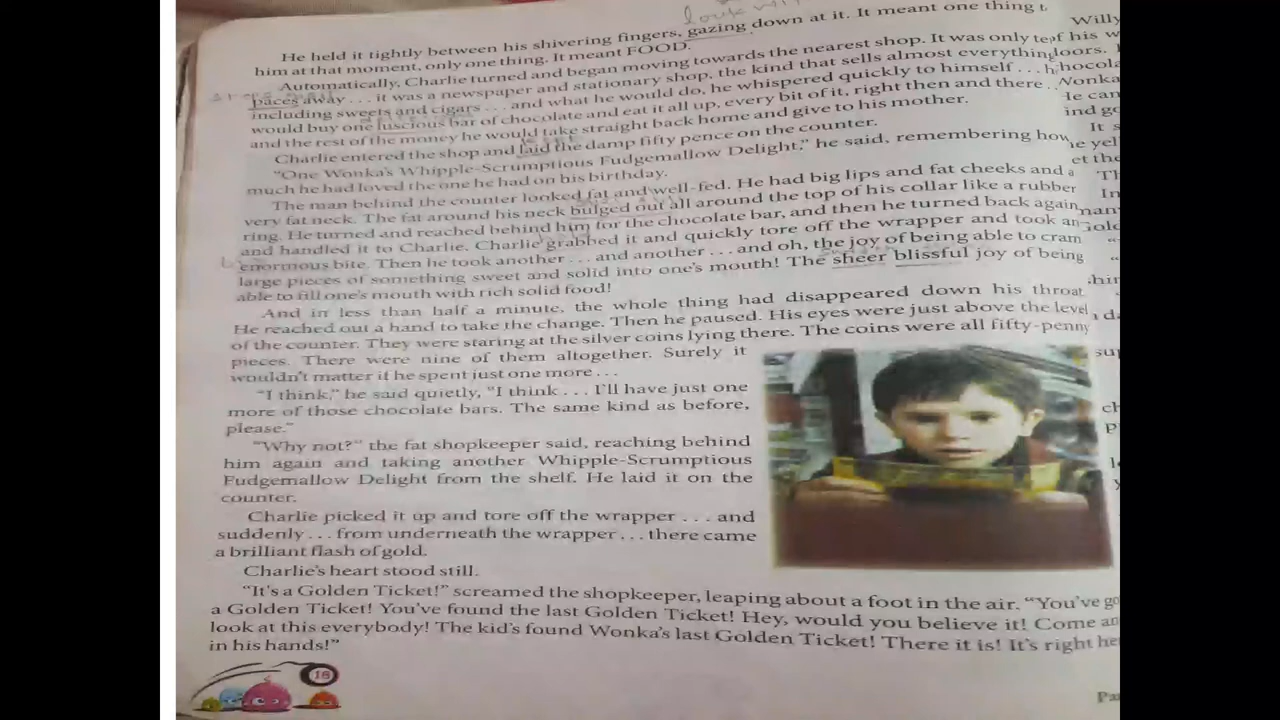 look
He held it tightly between his shivering fingers, gazing down at it. It meant one thing t
him at that moment, only one thing. It meant FOOD.
Automatically, Charlie turned and began moving towards the nearest shop. It was only te
paces away . . . it was a newspaper and stationary shop, the kind that sells almost everything
including sweets and cigars . . . and what he would do, he whispered quickly to himself . . . h
would buy one luscious bar of chocolate and eat it all up, every bit of it, right then and there . .
and the rest of the money he would take straight back home and give to his mother.
Charlie entered the shop and laid the damp fifty pence on the counter.
"One Wonka's Whipple-Scrumptious Fudgemallow Delight," he said, remembering how
much he had loved the one he had on his birthday.
The man behind the counter looked fat and well-fed. He had big lips and fat cheeks and a
very fat neck. The fat around his neck bulged out all around the top of his collar like a rubber
ring. He turned and reached behind him for the chocolate bar, and then he turned back again
and handled it to Charlie. Charlie grabbed it and quickly tore off the wrapper and took an
enormous bite. Then he took another . . . and another . . . and oh, the joy of being able to cram
large pieces of something sweet and solid into one's mouth! The sheer blissful joy of being
able to fill one's mouth with rich solid food!
And in less than half a minute, the whole thing had disappeared down his throat.
He reached out a hand to take the change. Then he paused. His eyes were just above the level
of the counter. They were staring at the silver coins lying there. The coins were all fifty-penny
pieces. There were nine of them altogether. Surely it
wouldn't matter if he spent just one more . . .
"I think," he said quietly, "I think . . . I'll have just one
more of those chocolate bars. The same kind as before,
please."
"Why not?" the fat shopkeeper said, reaching behind
him again and taking another Whipple-Scrumptious
Fudgemallow Delight from the shelf. He laid it on the
counter.
Charlie picked it up and tore off the wrapper . . . and
suddenly . . . from underneath the wrapper . . . there came
a brilliant flash of gold.
Charlie's heart stood still.
"It's a Golden Ticket!" screamed the shopkeeper, leaping about a foot in the air. "You've go
a Golden Ticket! You've found the last Golden Ticket! Hey, would you believe it! Come an
look at this everybody! The kid's found Wonka's last Golden Ticket! There it is! It's right he
in his hands!"
18
Willy
of his w
loors.
hocola
Wonka
He can
ind go
It s
et the
In